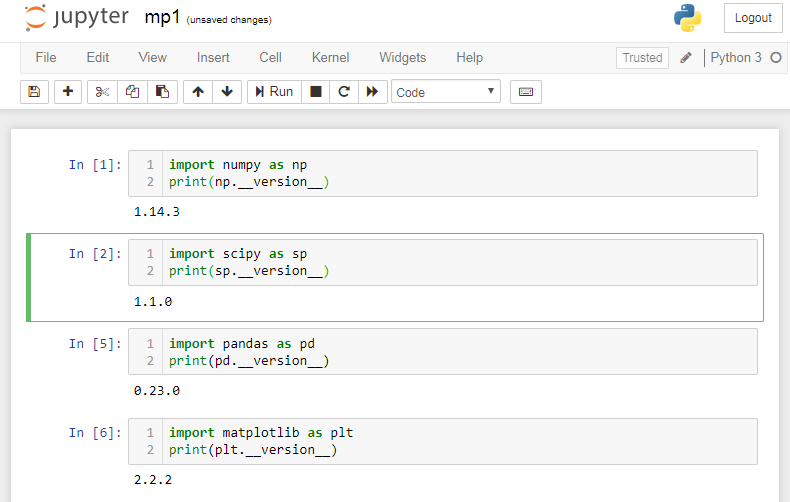 jupyter mp1 (unsaved changes) Logout
File Edit View Insert Cell Kernel Widgets Help Trusted Python 3
Run Code
In [1]: 1 import numpy as np
2 print(np.__version__)
1.14.3
In [2]: 1 import scipy as sp
2 print(sp.__version__)
1.1.0
In [5]: 1 import pandas as pd
2 print(pd.__version__)
0.23.0
In [6]: 1 import matplotlib as plt
2 print(plt.__version__)
2.2.2